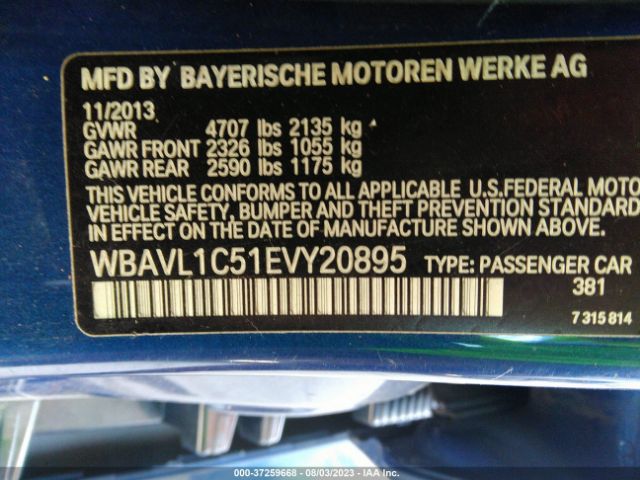 MFD BY BAYERISCHE MOTOREN WERKE AG
11/2013
GVWR 4707 lbs 2135 kg
GAWR FRONT 2326 lbs 1055 kg
GAWR REAR 2590 lbs 1175 kg
THIS VEHICLE CONFORMS TO ALL APPLICABLE U.S.FEDERAL MOTO
VEHICLE SAFETY, BUMPER AND THEFT PREVENTION STANDARD
IN EFFECT ON THE DATE OF MANUFACTURE SHOWN ABOVE.
WBAVL1C51EVY20895 TYPE: PASSENGER CAR
381
7 315 814
000-37259668 - 08/03/2023 - IAA Inc.